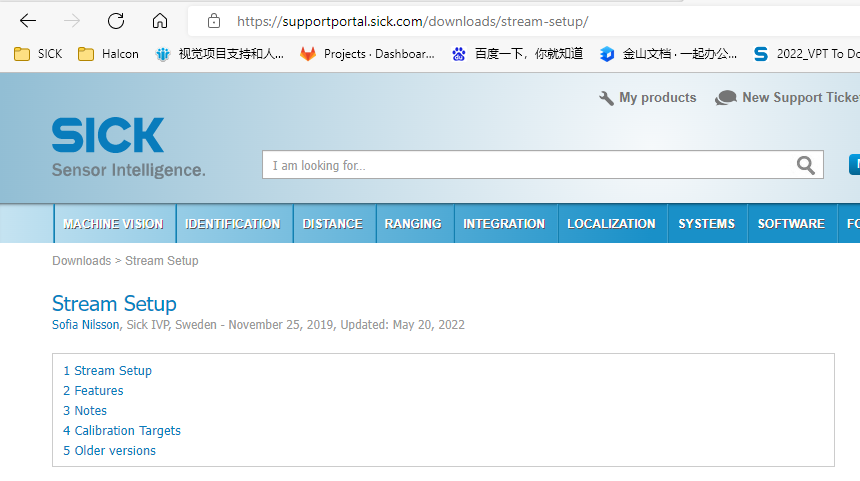 https://supportportal.sick.com/downloads/stream-setup/
SICK Halcon 视觉项目支持和人... Projects · Dashboar... 百度一下，你就知道 金山文档 · 一起办公... 2022_VPT To Do
My products New Support Ticke
SICK
Sensor Intelligence.
I am looking for...
MACHINE VISION IDENTIFICATION DISTANCE RANGING INTEGRATION LOCALIZATION SYSTEMS SOFTWARE FO
Downloads > Stream Setup
Stream Setup
Sofia Nilsson, Sick IVP, Sweden - November 25, 2019, Updated: May 20, 2022
1 Stream Setup
2 Features
3 Notes
4 Calibration Targets
5 Older versions